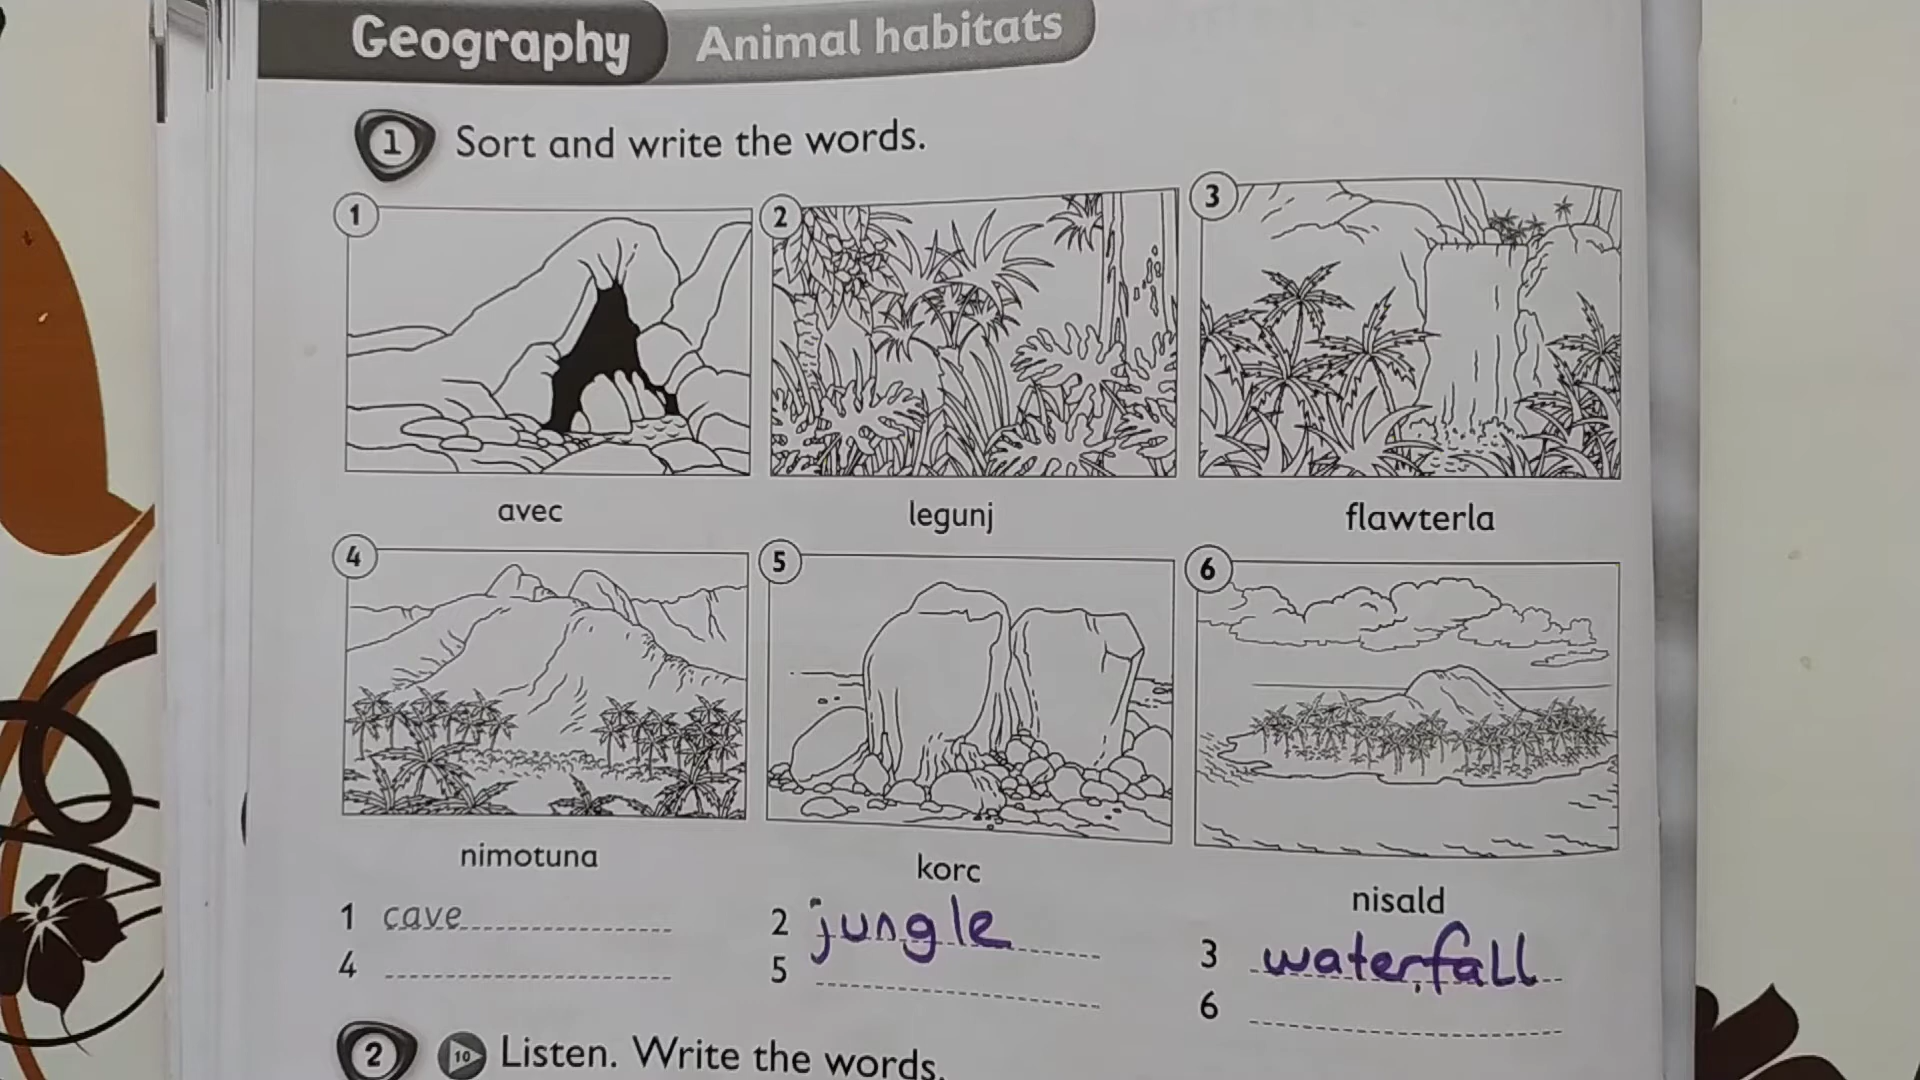 Geography Animal habitats
1 Sort and write the words.
1 2 3
avec legunj flawterla
4 5 6
nimotuna korc nisald
1 cave 2 jungle 3 waterfall
4 5 6
2 10 Listen. Write the words.